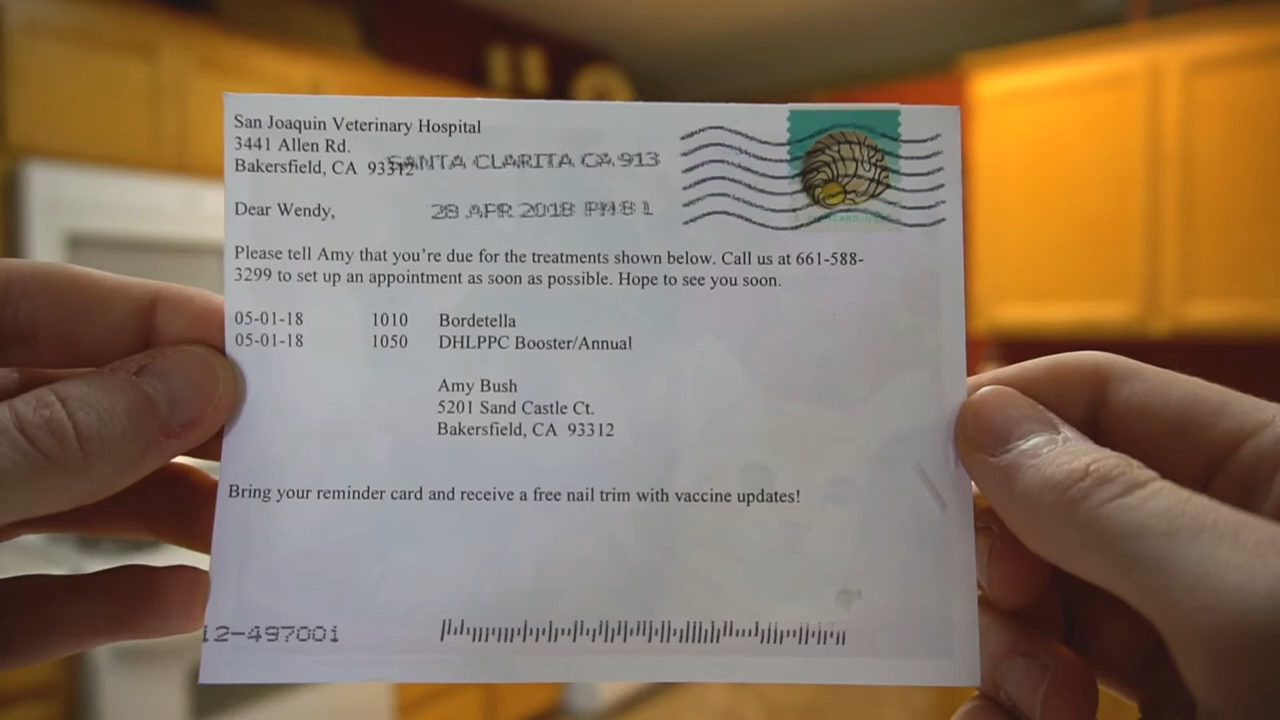 San Joaquin Veterinary Hospital
3441 Allen Rd.
Bakersfield, CA 93312
SANTA CLARITA CA 913
Dear Wendy,
28 APR 2018 PM 8 L
Please tell Amy that you're due for the treatments shown below. Call us at 661-588-
3299 to set up an appointment as soon as possible. Hope to see you soon.
05-01-18 1010 Bordetella
05-01-18 1050 DHLPPC Booster/Annual
Amy Bush
5201 Sand Castle Ct.
Bakersfield, CA 93312
Bring your reminder card and receive a free nail trim with vaccine updates!
12-497001